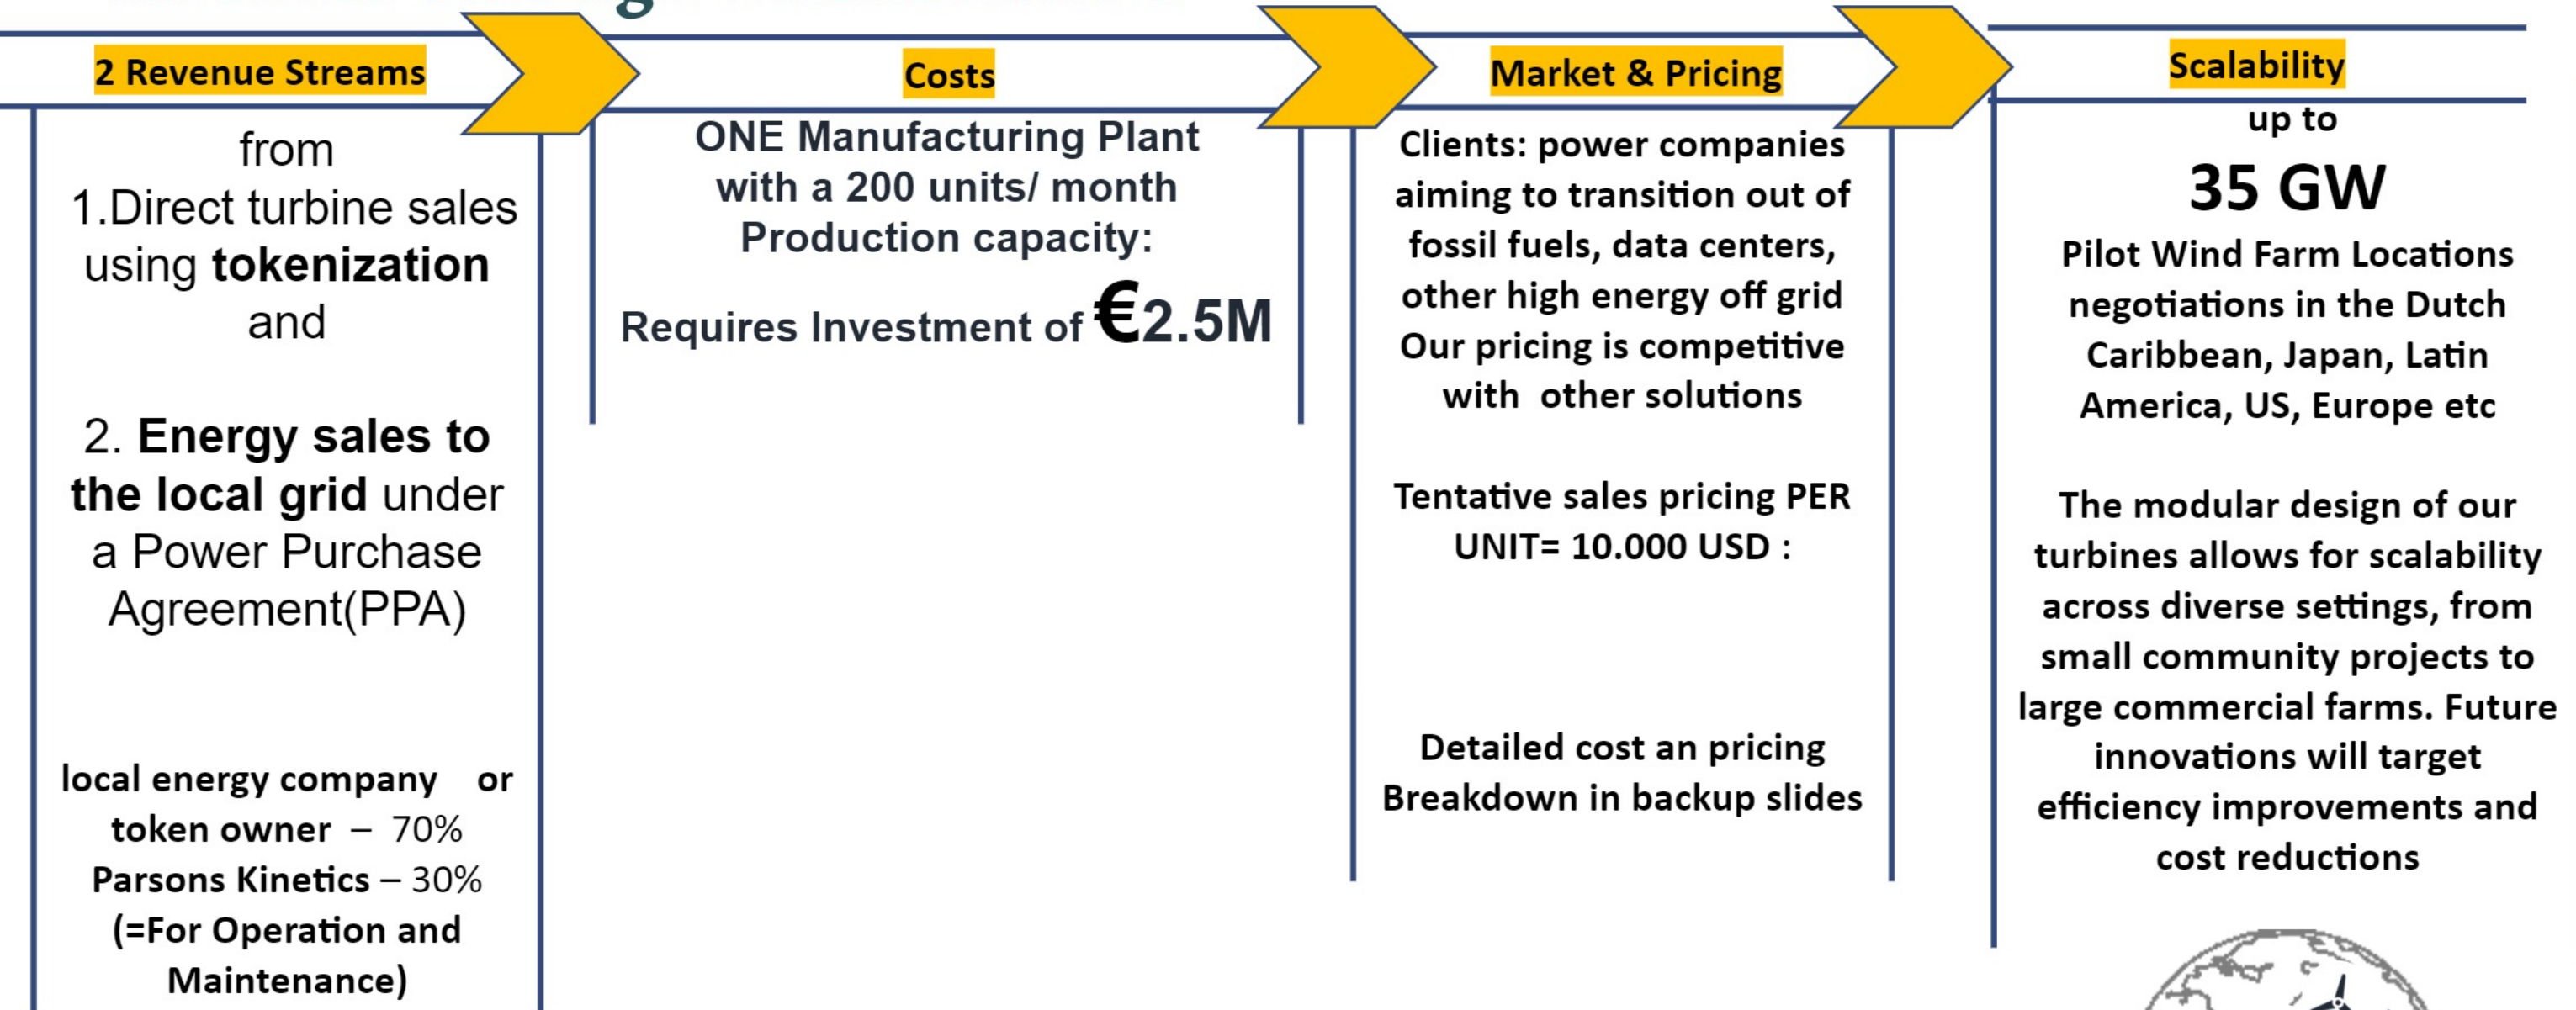 2 Revenue Streams
from
1.Direct turbine sales
using tokenization
and
2. Energy sales to
the local grid under
a Power Purchase
Agreement(PPA)
local energy company or
token owner – 70%
Parsons Kinetics – 30%
(=For Operation and
Maintenance)
Costs
ONE Manufacturing Plant
with a 200 units/ month
Production capacity:
Requires Investment of €2.5M
Market & Pricing
Clients: power companies
aiming to transition out of
fossil fuels, data centers,
other high energy off grid
Our pricing is competitive
with other solutions
Tentative sales pricing PER
UNIT= 10.000 USD :
Detailed cost an pricing
Breakdown in backup slides
Scalability
up to
35 GW
Pilot Wind Farm Locations
negotiations in the Dutch
Caribbean, Japan, Latin
America, US, Europe etc
The modular design of our
turbines allows for scalability
across diverse settings, from
small community projects to
large commercial farms. Future
innovations will target
efficiency improvements and
cost reductions